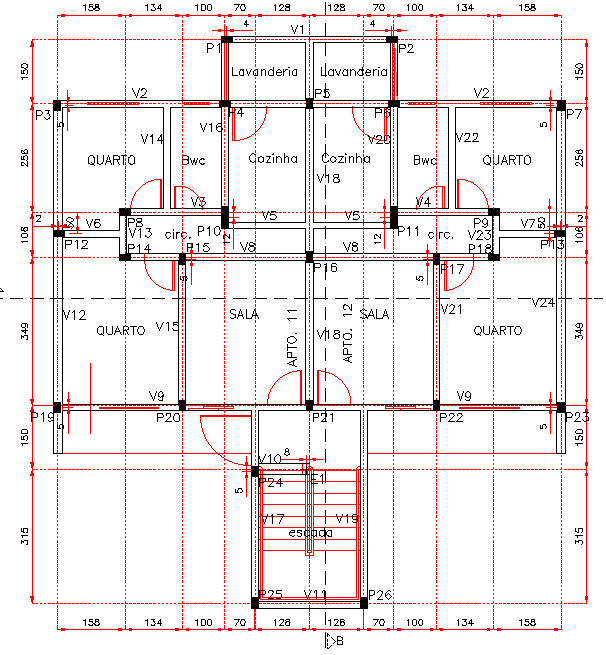 158 134 100 70 128 128 70 100 134 158
4 V1 4
P1 P2
150 Lavanderia Lavanderia 150
V2 P5 V2
P3 P4 P6 P7
5 V14 V16 V20 V22 5
256 QUARTO Bwc Cozinha Cozinha Bwc QUARTO 256
V18
V3 V4
2 50 V6 P8 V5 V5 P9 V7 50 2
106 P12 V13 circ. P10 12 12 P11 circ. V23 P13 106
P14 P15 V8 V8 P18
5 P16 5 P17
V12 V15 SALA APTO. 11 V18 APTO. 12 SALA V21 V24
349 QUARTO QUARTO 349
V9 V9
P19 P20 P21 P22 P23
5 5
150 V10 8 150
P24 E1
5
V17 V19
315 escada 315
P25 V11 P26
158 134 100 70 128 128 70 100 134 158
B